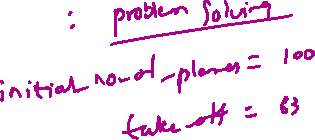 : problem Solving
initial no. of planes = 100
take off = 63